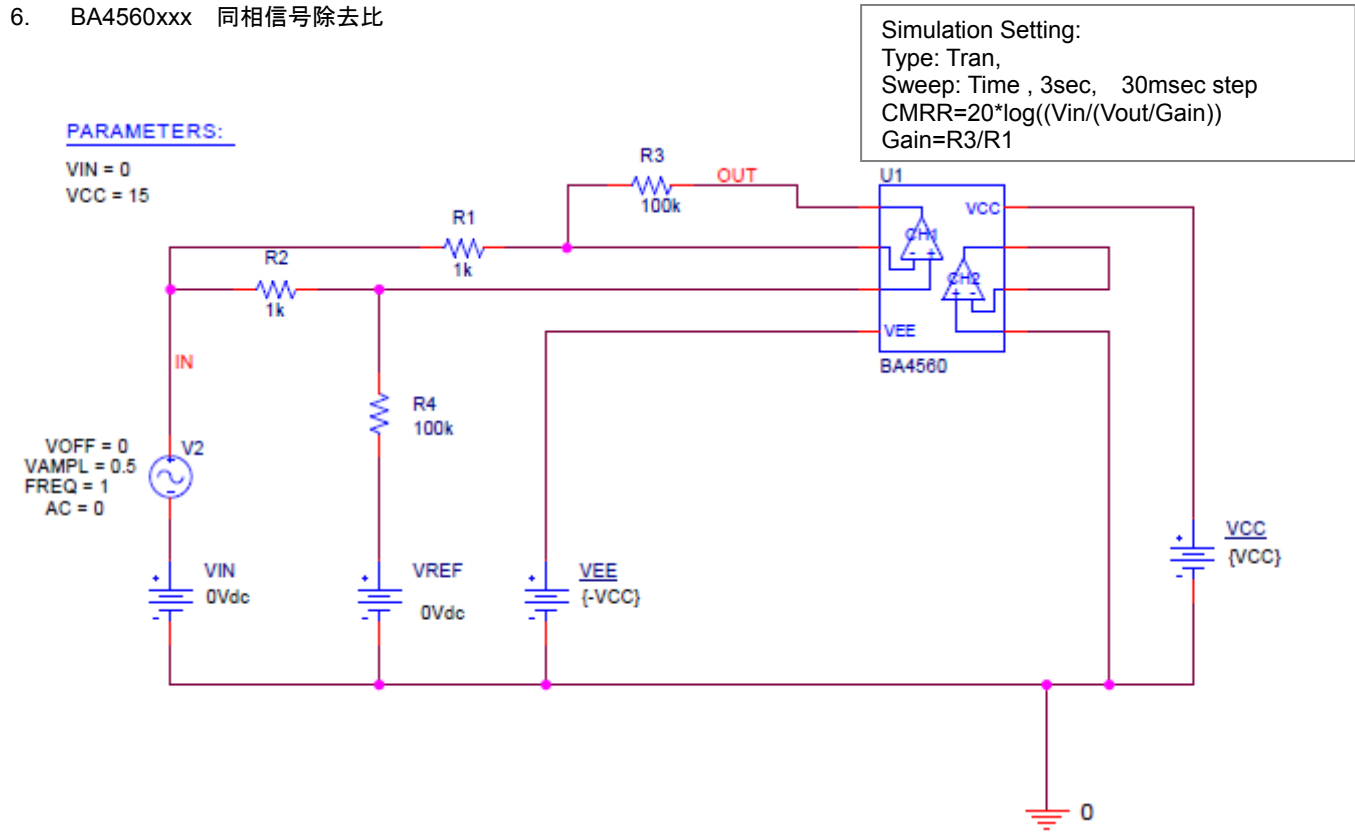 6. BA4560xxx 同相信号除去比
Simulation Setting:
Type: Tran,
Sweep: Time , 3sec, 30msec step
CMRR=20*log((Vin/(Vout/Gain))
Gain=R3/R1
PARAMETERS:
VIN = 0
VCC = 15
R3
100k
OUT
U1
VCC
CH1
- +
CH2
+ -
VEE
BA4560
R1
1k
R2
1k
IN
R4
100k
VOFF = 0
VAMPL = 0.5
FREQ = 1
AC = 0
V2
+
-
VIN
0Vdc
+
-
VREF
0Vdc
+
-
VEE
{-VCC}
+
-
VCC
{VCC}
+
-
0